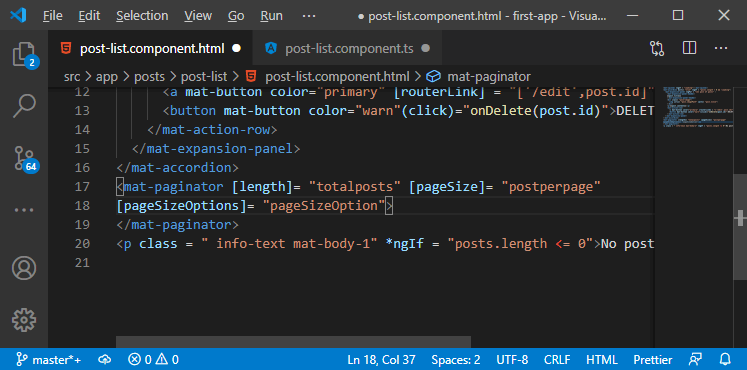 File Edit Selection View Go Run ··· ● post-list.component.html - first-app - Visua...
post-list.component.html ● post-list.component.ts ● ···
src > app > posts > post-list > post-list.component.html > mat-paginator
12 <a mat-button color="primary" [routerLink] = "['/edit',post.id]"
13 <button mat-button color="warn"(click)="onDelete(post.id)">DELET
14 </mat-action-row>
15 </mat-expansion-panel>
16 </mat-accordion>
17 <mat-paginator [length]= "totalposts" [pageSize]= "postperpage"
18 [pageSizeOptions]= "pageSizeOption">
19 </mat-paginator>
20 <p class = " info-text mat-body-1" *ngIf = "posts.length <= 0">No post
21
2
64
master*+ 0 0 Ln 18, Col 37 Spaces: 2 UTF-8 CRLF HTML Prettier